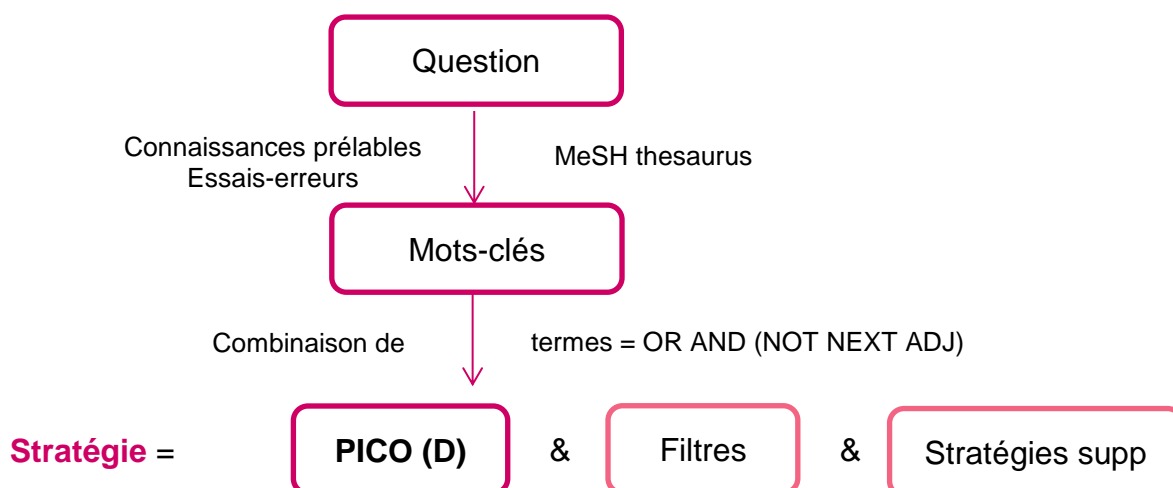 Question
Connaissances prélables
Essais-erreurs
MeSH thesaurus
Mots-clés
Combinaison de termes = OR AND (NOT NEXT ADJ)
Stratégie = PICO (D) & Filtres & Stratégies supp